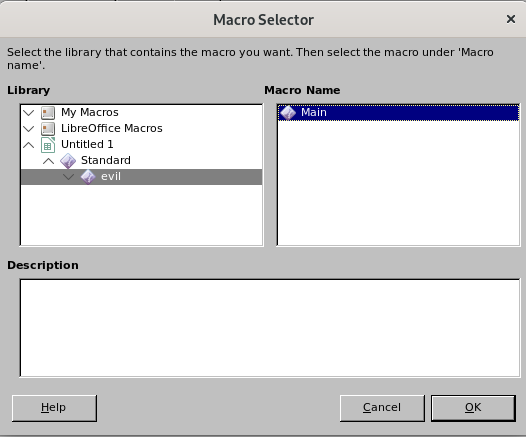 Macro Selector
Select the library that contains the macro you want. Then select the macro under 'Macro
name'.
Library
Macro Name
My Macros
LibreOffice Macros
Untitled 1
Standard
evil
Main
Description
Help
Cancel
OK